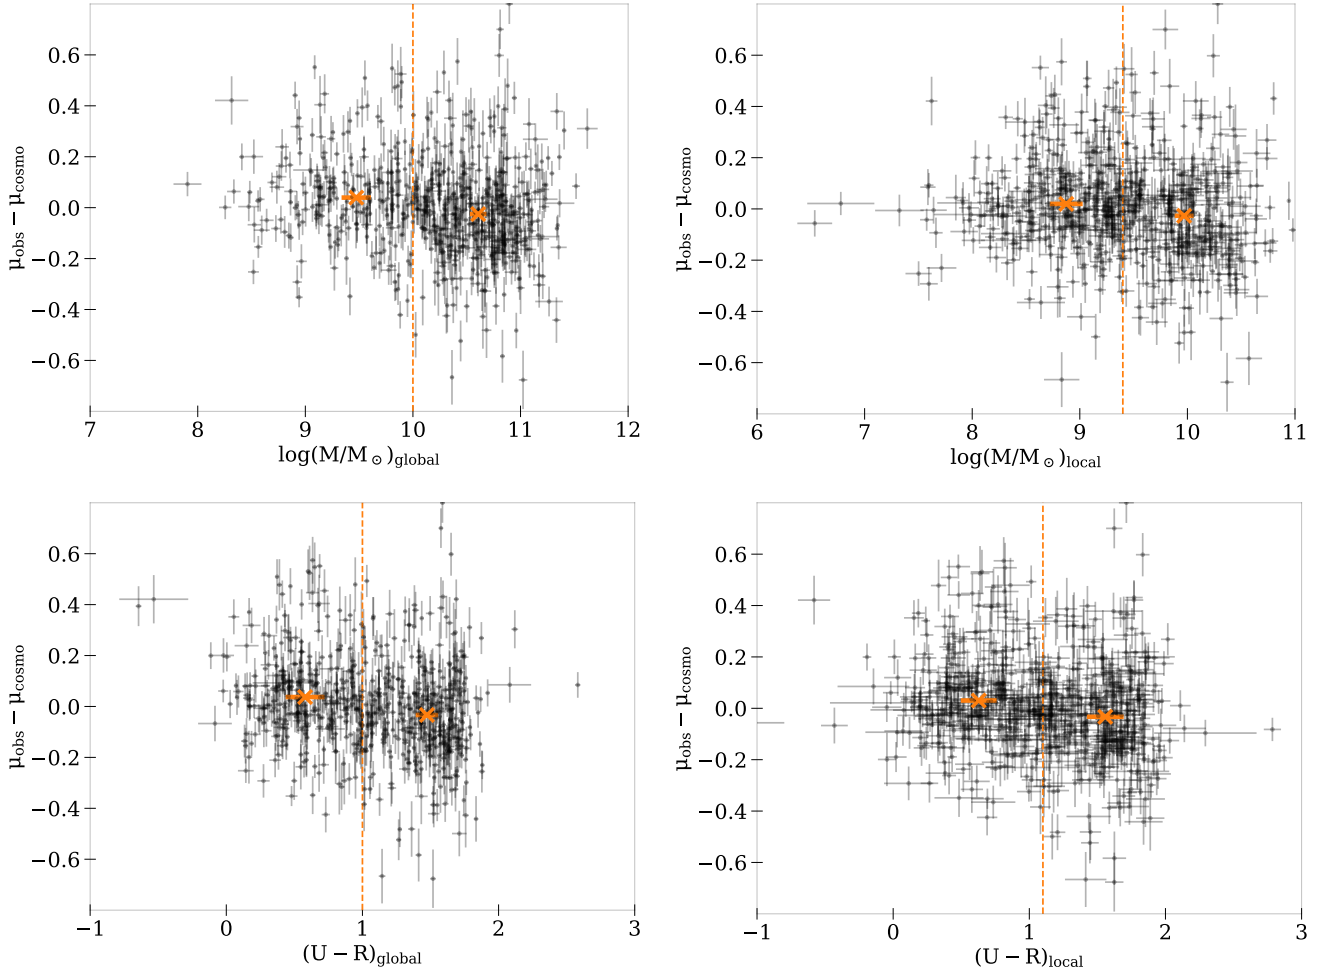 0.6
0.4
0.2
0.0
−0.2
−0.4
−0.6
μobs − μcosmo
7 8 9 10 11 12
log(M/M⊙)global
0.6
0.4
0.2
0.0
−0.2
−0.4
−0.6
μobs − μcosmo
6 7 8 9 10 11
log(M/M⊙)local
0.6
0.4
0.2
0.0
−0.2
−0.4
−0.6
μobs − μcosmo
−1 0 1 2 3
(U − R)global
0.6
0.4
0.2
0.0
−0.2
−0.4
−0.6
μobs − μcosmo
−1 0 1 2 3
(U − R)local